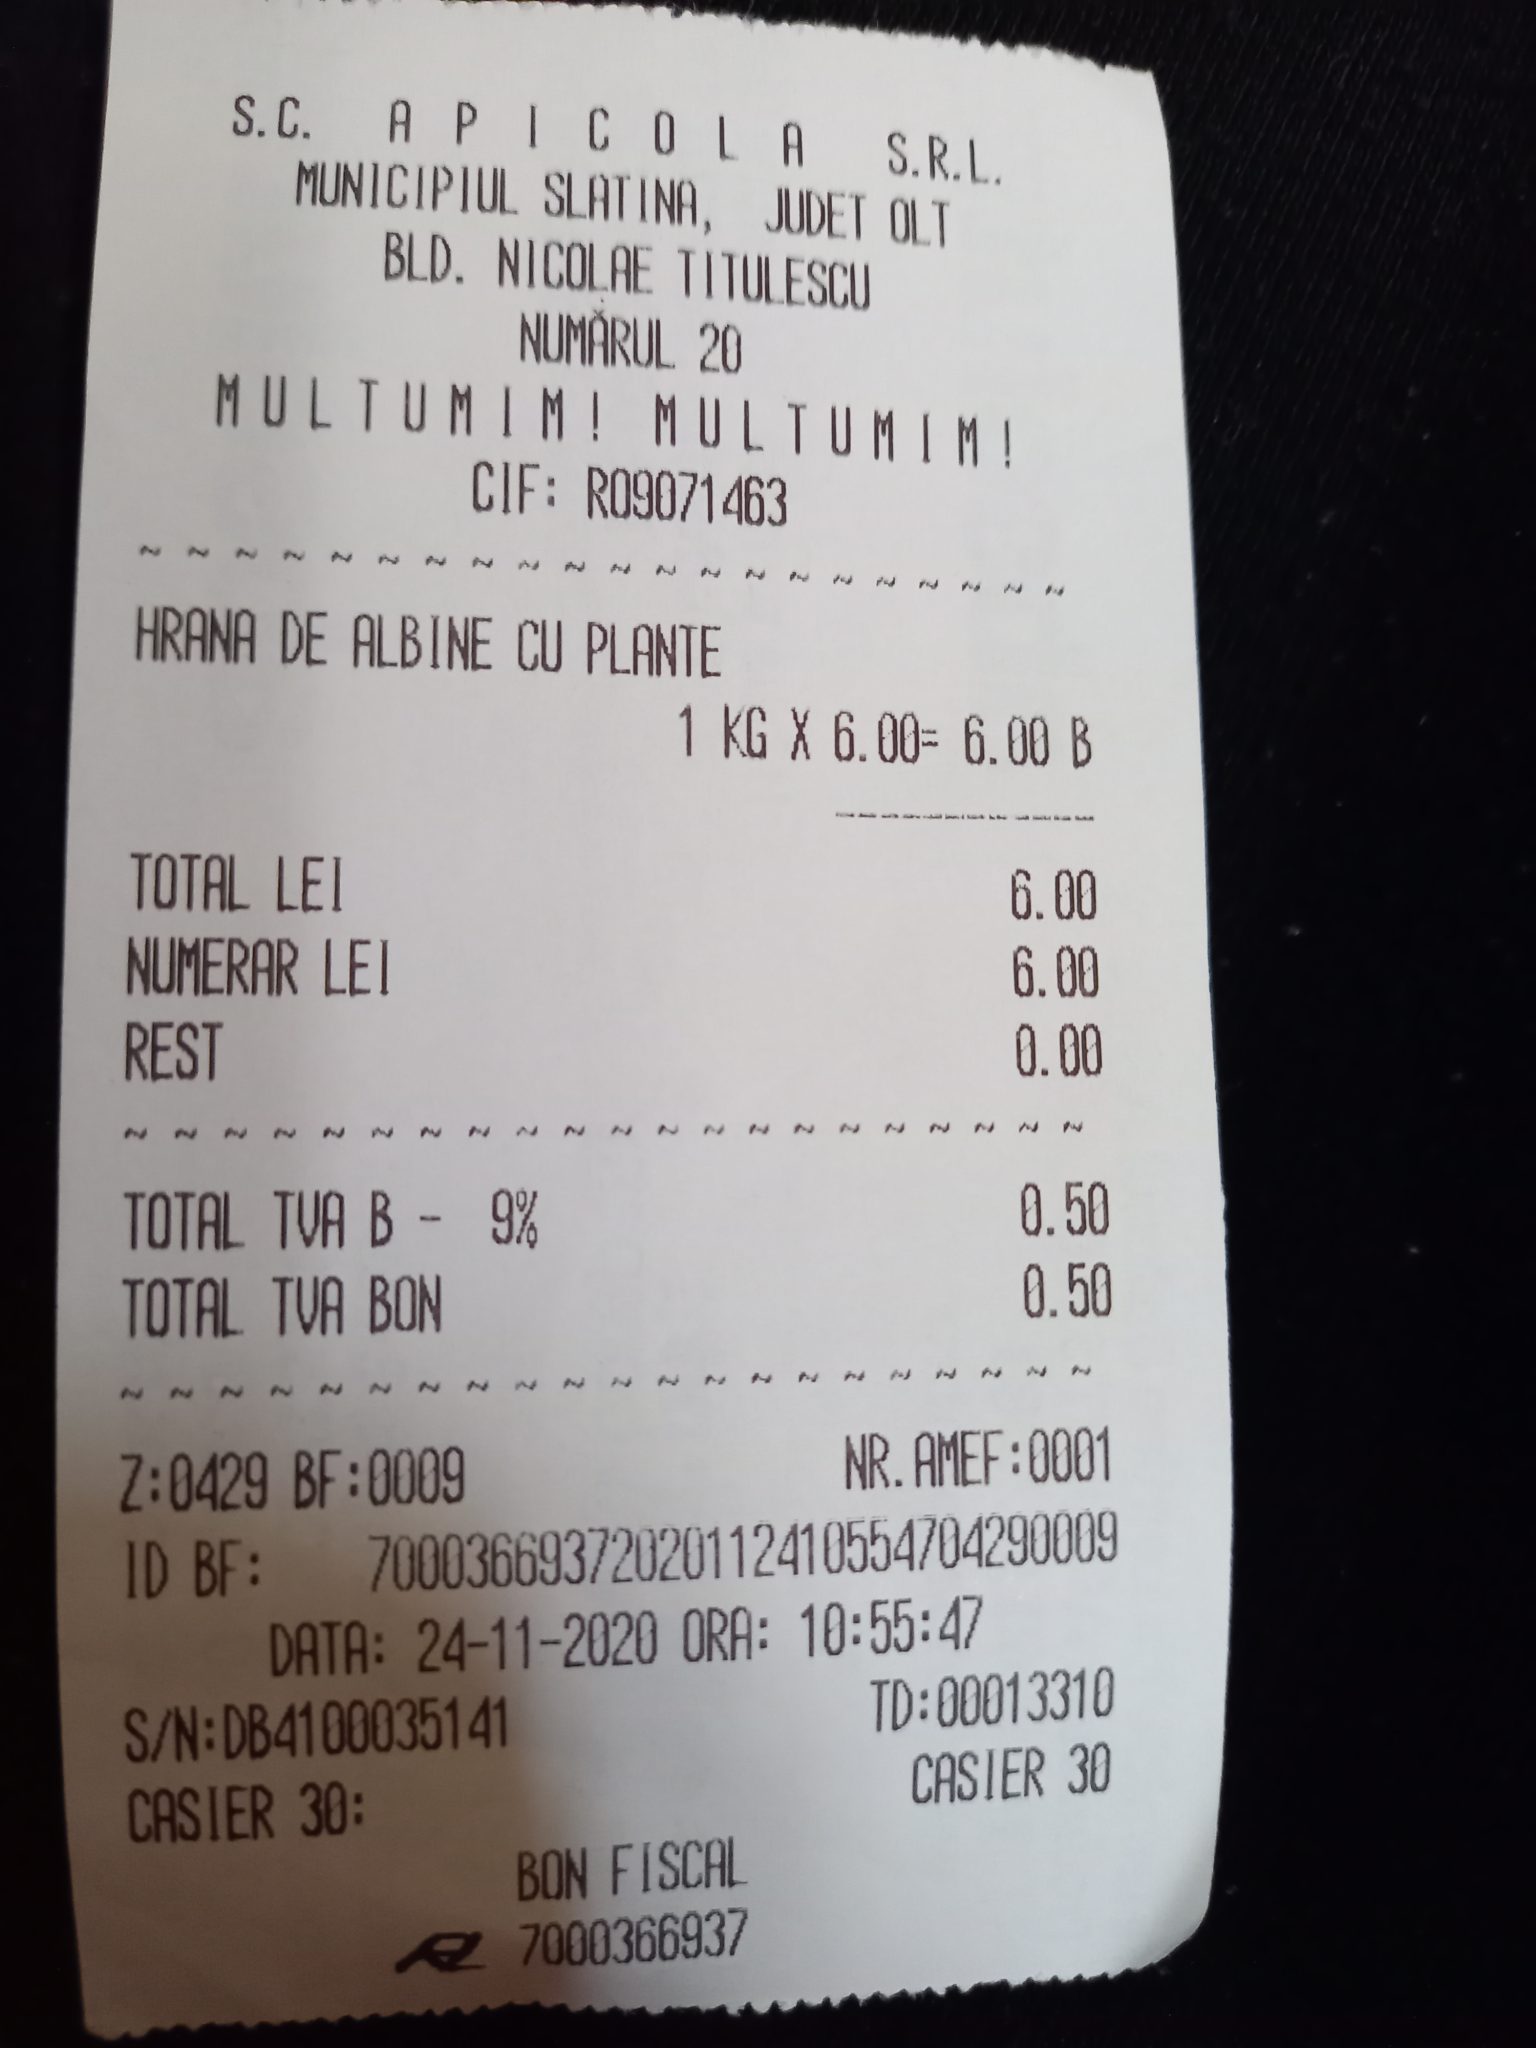 S.C. A P I C O L A S.R.L.
MUNICIPIUL SLATINA, JUDET OLT
BLD. NICOLAE TITULESCU
NUMĂRUL 20
M U L T U M I M ! M U L T U M I M !
CIF: RO9071463
~ ~ ~ ~ ~ ~ ~ ~ ~ ~ ~ ~ ~ ~ ~ ~ ~ ~ ~ ~
HRANA DE ALBINE CU PLANTE
1 KG X 6.00= 6.00 B
-----------
TOTAL LEI 6.00
NUMERAR LEI 6.00
REST 0.00
~ ~ ~ ~ ~ ~ ~ ~ ~ ~ ~ ~ ~ ~ ~ ~ ~ ~ ~ ~
TOTAL TVA B - 9% 0.50
TOTAL TVA BON 0.50
~ ~ ~ ~ ~ ~ ~ ~ ~ ~ ~ ~ ~ ~ ~ ~ ~ ~ ~ ~
Z:0429 BF:0009 NR.AMEF:0001
ID BF: 70003669372020112410554704290009
DATA: 24-11-2020 ORA: 10:55:47
S/N:DB4100035141 TD:00013310
CASIER 30: CASIER 30
BON FISCAL
7000366937